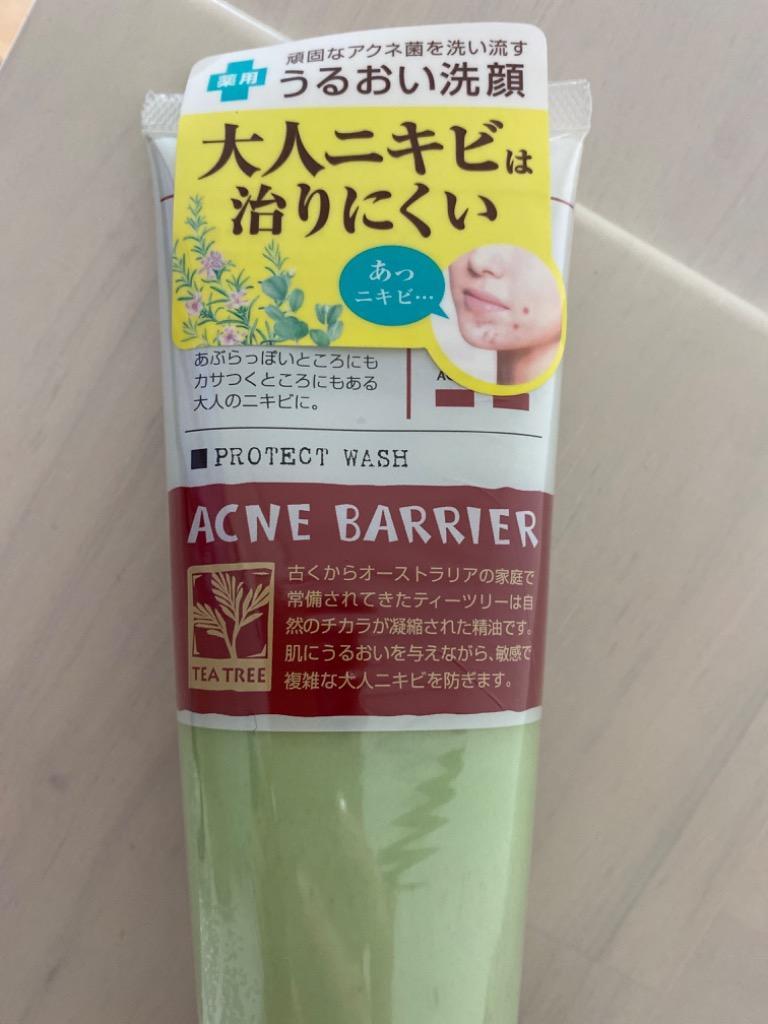 薬用
頑固なアクネ菌を洗い流す
うるおい洗顔
大人ニキビは
治りにくい
あっ
ニキビ…
あぶらっぽいところにも
カサつくところにもある
大人のニキビに。
PROTECT WASH
ACNE BARRIER
古くからオーストラリアの家庭で
常備されてきたティーツリーは自
然のチカラが凝縮された精油です。
肌にうるおいを与えながら、敏感で
複雑な大人ニキビを防ぎます。
TEA TREE